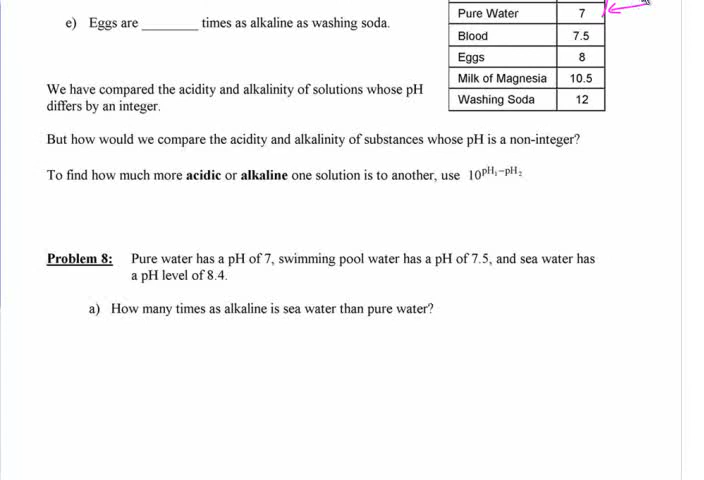 Pure Water 7
e) Eggs are ________ times as alkaline as washing soda.
Blood 7.5
Eggs 8
Milk of Magnesia 10.5
Washing Soda 12
We have compared the acidity and alkalinity of solutions whose pH
differs by an integer.
But how would we compare the acidity and alkalinity of substances whose pH is a non-integer?
To find how much more acidic or alkaline one solution is to another, use 10^{pH₁−pH₂}
Problem 8: Pure water has a pH of 7, swimming pool water has a pH of 7.5, and sea water has
a pH level of 8.4.
a) How many times as alkaline is sea water than pure water?